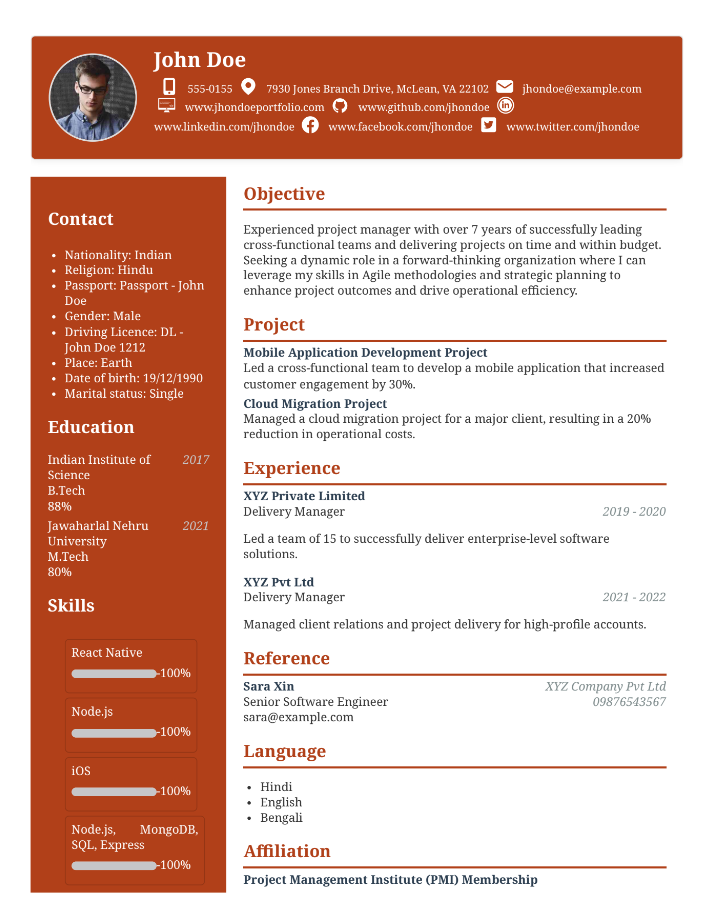 John Doe
555-0155 7930 Jones Branch Drive, McLean, VA 22102 jhondoe@example.com
www.jhondoeportfolio.com www.github.com/jhondoe
www.linkedin.com/jhondoe www.facebook.com/jhondoe www.twitter.com/jhondoe
Contact
• Nationality: Indian
• Religion: Hindu
• Passport: Passport - John
Doe
• Gender: Male
• Driving Licence: DL -
John Doe 1212
• Place: Earth
• Date of birth: 19/12/1990
• Marital status: Single
Education
Indian Institute of 2017
Science
B.Tech
88%
Jawaharlal Nehru 2021
University
M.Tech
80%
Skills
React Native
-100%
Node.js
-100%
iOS
-100%
Node.js, MongoDB,
SQL, Express
-100%
Objective
Experienced project manager with over 7 years of successfully leading
cross-functional teams and delivering projects on time and within budget.
Seeking a dynamic role in a forward-thinking organization where I can
leverage my skills in Agile methodologies and strategic planning to
enhance project outcomes and drive operational efficiency.
Project
Mobile Application Development Project
Led a cross-functional team to develop a mobile application that increased
customer engagement by 30%.
Cloud Migration Project
Managed a cloud migration project for a major client, resulting in a 20%
reduction in operational costs.
Experience
XYZ Private Limited
Delivery Manager 2019 - 2020
Led a team of 15 to successfully deliver enterprise-level software
solutions.
XYZ Pvt Ltd
Delivery Manager 2021 - 2022
Managed client relations and project delivery for high-profile accounts.
Reference
Sara Xin XYZ Company Pvt Ltd
Senior Software Engineer 09876543567
sara@example.com
Language
• Hindi
• English
• Bengali
Affiliation
Project Management Institute (PMI) Membership